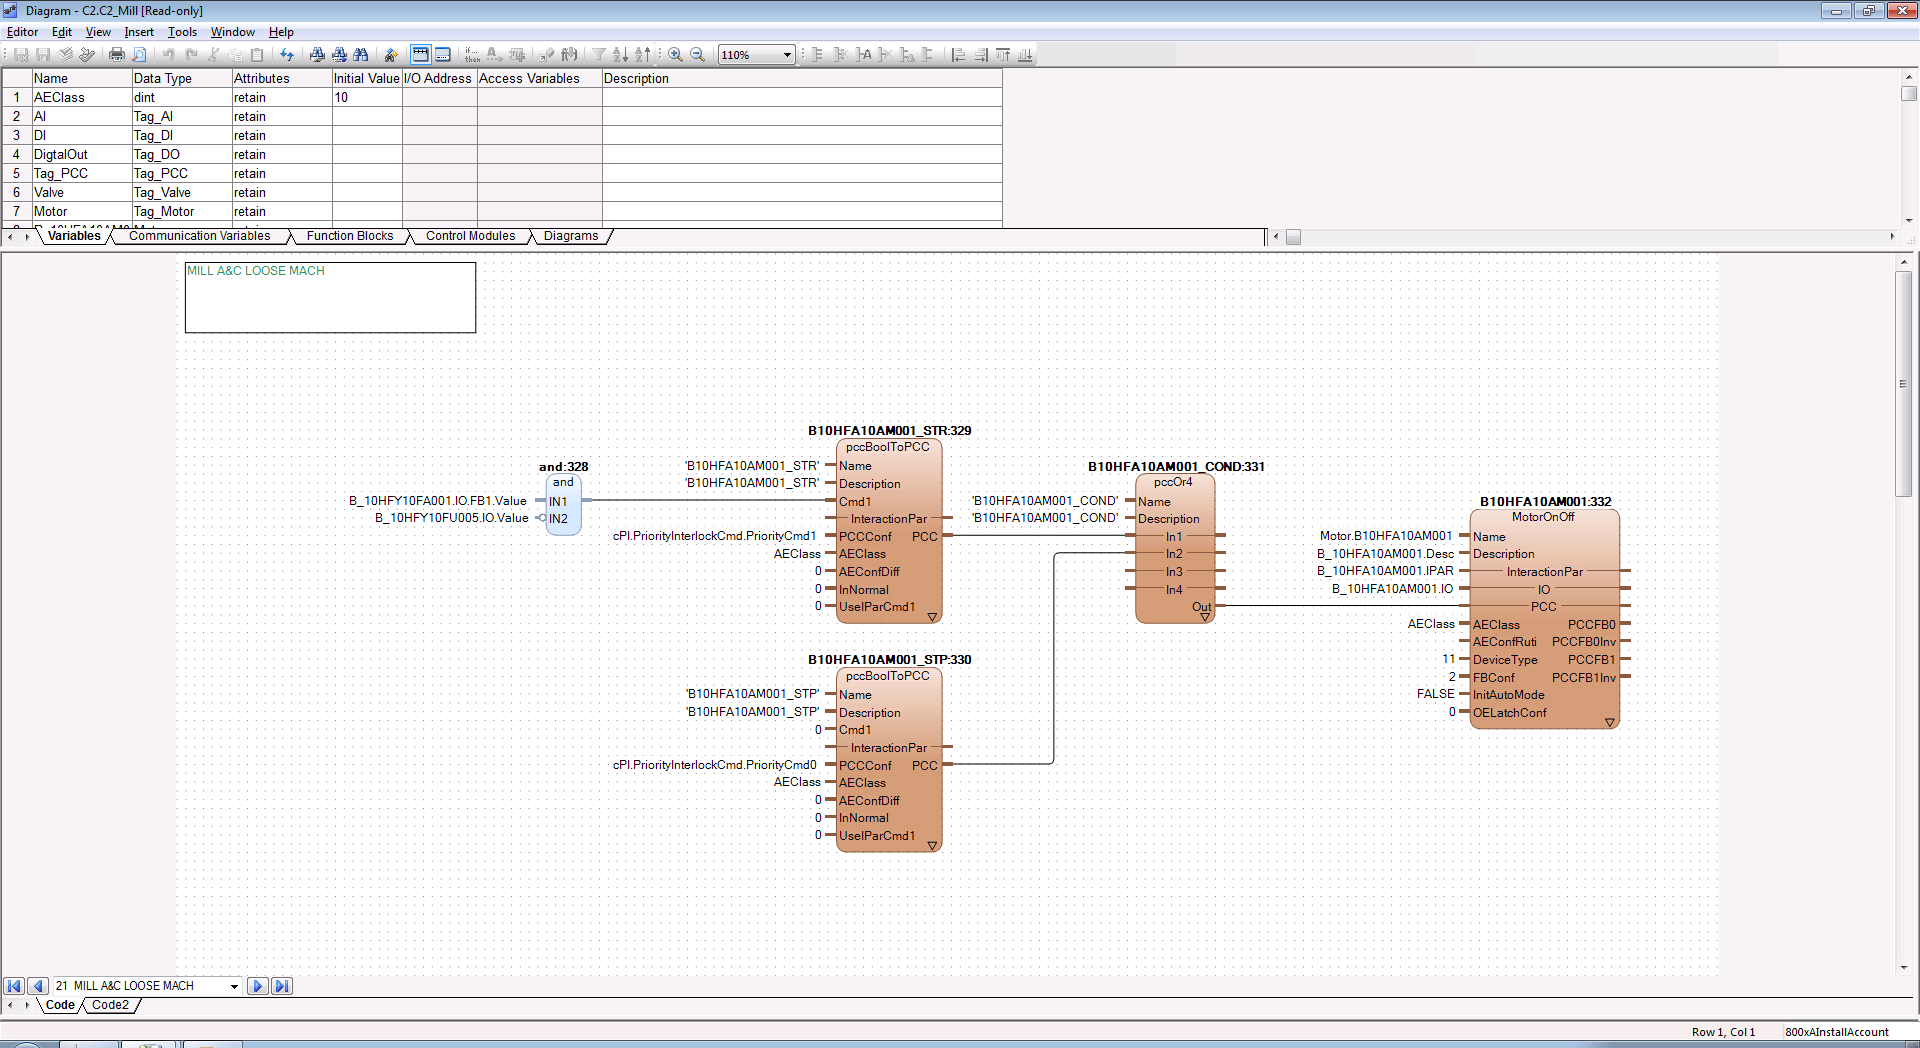 Diagram - C2.C2_Mill [Read-only]
Editor Edit View Insert Tools Window Help
110%
Name Data Type Attributes Initial Value I/O Address Access Variables Description
1 AEClass dint retain 10
2 AI Tag_AI retain
3 DI Tag_DI retain
4 DigtalOut Tag_DO retain
5 Tag_PCC Tag_PCC retain
6 Valve Tag_Valve retain
7 Motor Tag_Motor retain
Variables Communication Variables Function Blocks Control Modules Diagrams
MILL A&C LOOSE MACH
and:328
and
B_10HFY10FA001.IO.FB1.Value IN1
B_10HFY10FU005.IO.Value IN2
B10HFA10AM001_STR:329
pccBoolToPCC
'B10HFA10AM001_STR' Name
'B10HFA10AM001_STR' Description
Cmd1
InteractionPar
cPI.PriorityInterlockCmd.PriorityCmd1 PCCConf PCC
AEClass AEClass
0 AEConfDiff
0 InNormal
0 UseIParCmd1
B10HFA10AM001_STP:330
pccBoolToPCC
'B10HFA10AM001_STP' Name
'B10HFA10AM001_STP' Description
0 Cmd1
InteractionPar
cPI.PriorityInterlockCmd.PriorityCmd0 PCCConf PCC
AEClass AEClass
0 AEConfDiff
0 InNormal
0 UseIParCmd1
B10HFA10AM001_COND:331
pccOr4
'B10HFA10AM001_COND' Name
'B10HFA10AM001_COND' Description
In1
In2
In3
In4
Out
B10HFA10AM001:332
MotorOnOff
Motor.B10HFA10AM001 Name
B_10HFA10AM001.Desc Description
B_10HFA10AM001.IPAR InteractionPar
B_10HFA10AM001.IO IO
PCC
AEClass AEClass PCCFB0
AEConfRuti PCCFB0Inv
11 DeviceType PCCFB1
2 FBConf PCCFB1Inv
FALSE InitAutoMode
0 OELatchConf
21 MILL A&C LOOSE MACH
Code Code2
Row 1, Col 1 800xAInstallAccount